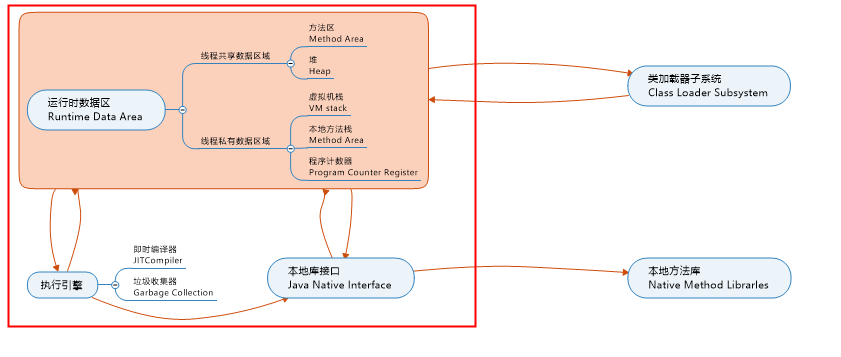 方法区
Method Area
线程共享数据区域
堆
Heap
运行时数据区
Runtime Data Area
虚拟机栈
VM stack
线程私有数据区域
本地方法栈
Method Area
程序计数器
Program Counter Register
类加载器子系统
Class Loader Subsystem
即时编译器
JITCompiler
执行引擎
垃圾收集器
Garbage Collection
本地库接口
Java Native Interface
本地方法库
Native Method Libraries